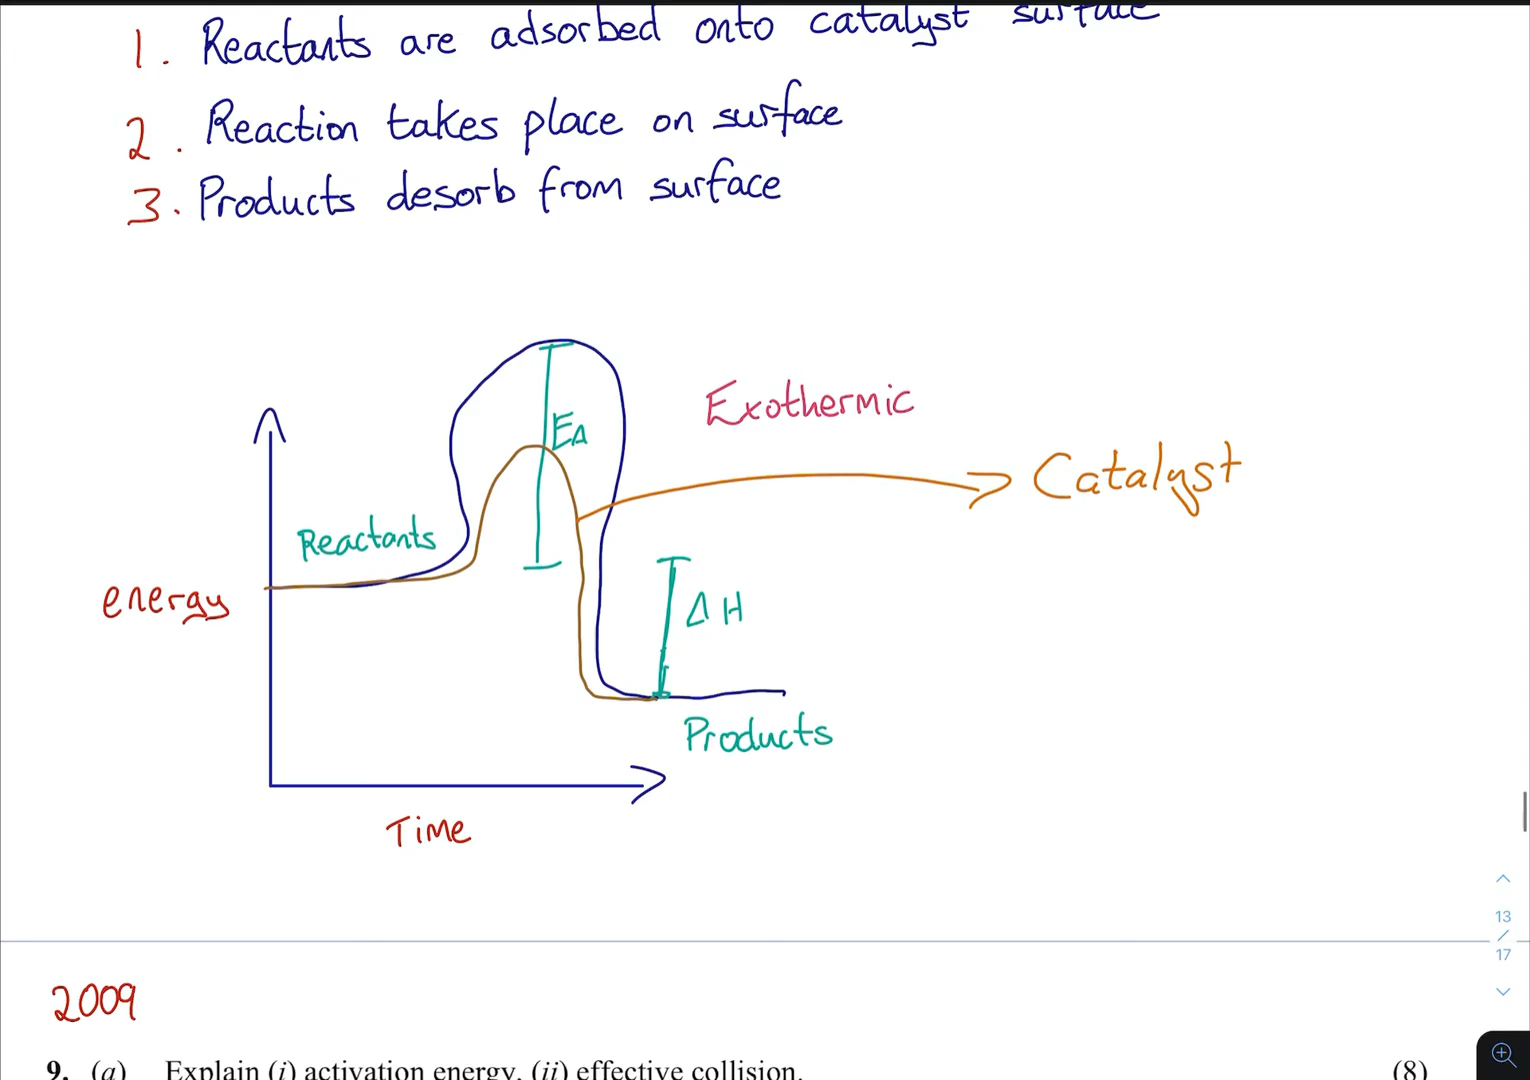 1. Reactants are adsorbed onto catalyst surface
2. Reaction takes place on surface
3. Products desorb from surface
Exothermic
EA
Catalyst
Reactants
energy
ΔH
Products
Time
13
/
17
2009
9. (a) Explain (i) activation energy, (ii) effective collision. (8)